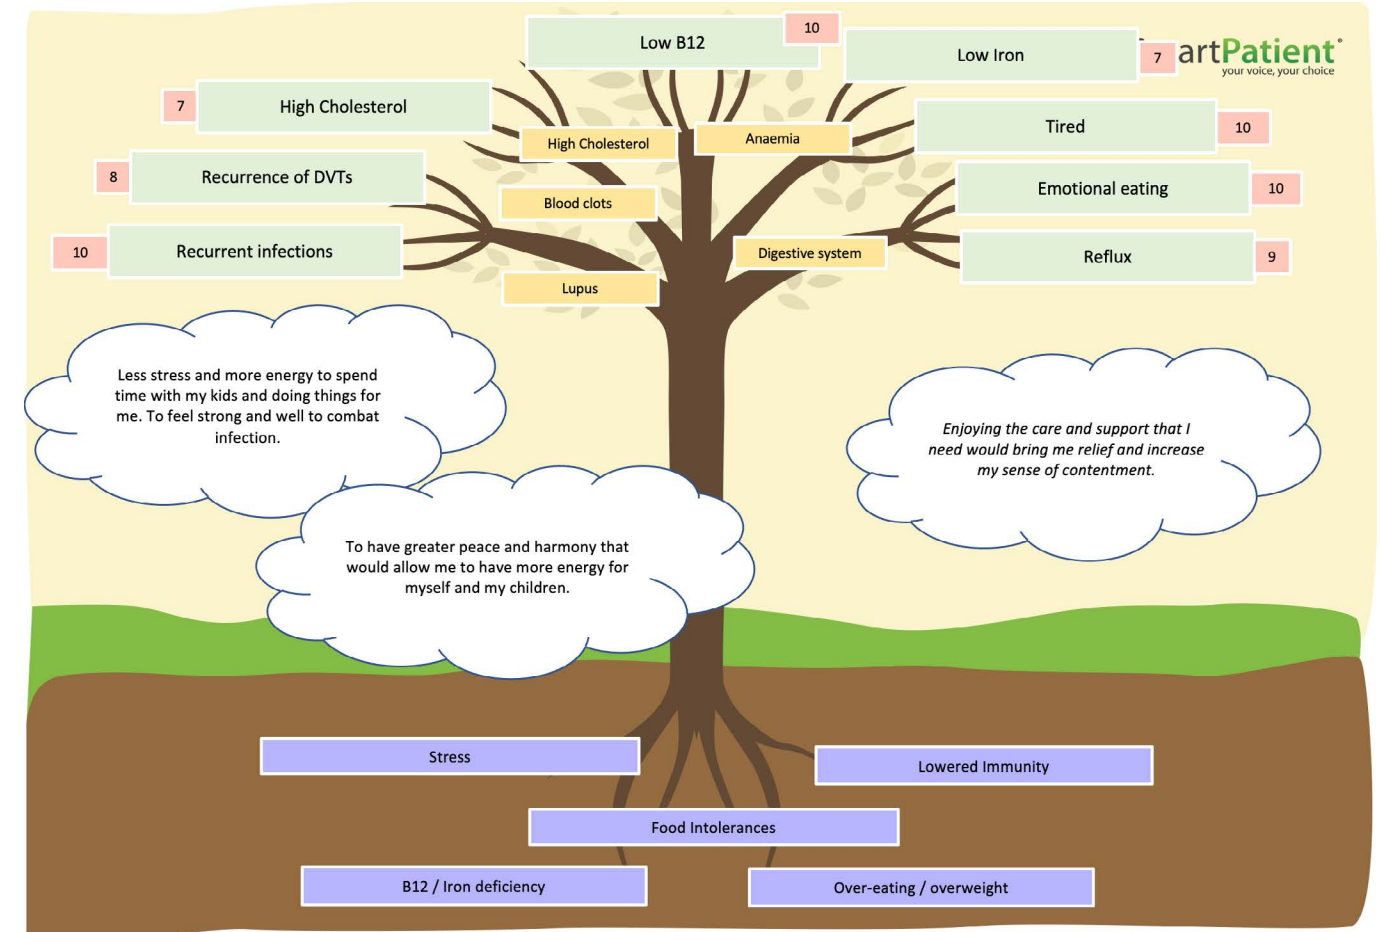 Low B12
10
Low Iron
7
artPatient
your voice, your choice
7
High Cholesterol
Tired
10
High Cholesterol
Anaemia
8
Recurrence of DVTs
Emotional eating
10
Blood clots
10
Recurrent infections
Digestive system
Reflux
9
Lupus
Less stress and more energy to spend
time with my kids and doing things for
me. To feel strong and well to combat
infection.
Enjoying the care and support that I
need would bring me relief and increase
my sense of contentment.
To have greater peace and harmony that
would allow me to have more energy for
myself and my children.
Stress
Lowered Immunity
Food Intolerances
B12 / Iron deficiency
Over-eating / overweight